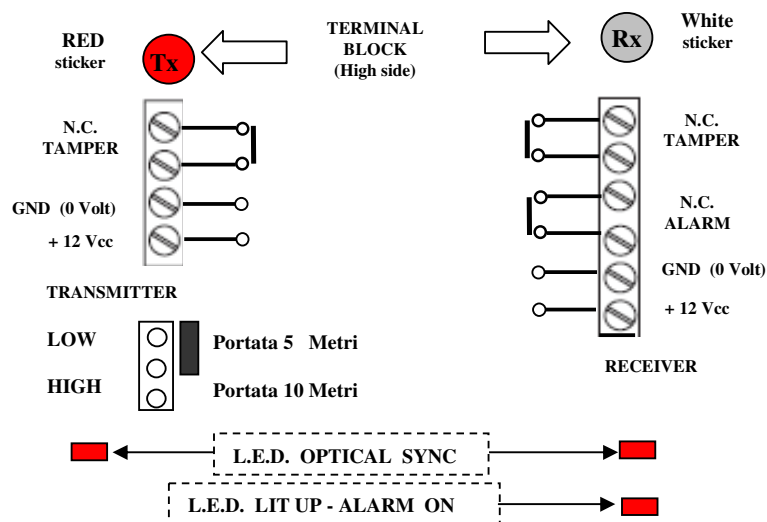 RED
sticker
Tx
TERMINAL
BLOCK
(High side)
Rx
White
sticker
N.C.
TAMPER
GND (0 Volt)
+ 12 Vcc
TRANSMITTER
N.C.
TAMPER
N.C.
ALARM
GND (0 Volt)
+ 12 Vcc
RECEIVER
LOW
Portata 5 Metri
HIGH
Portata 10 Metri
L.E.D. OPTICAL SYNC
L.E.D. LIT UP - ALARM ON